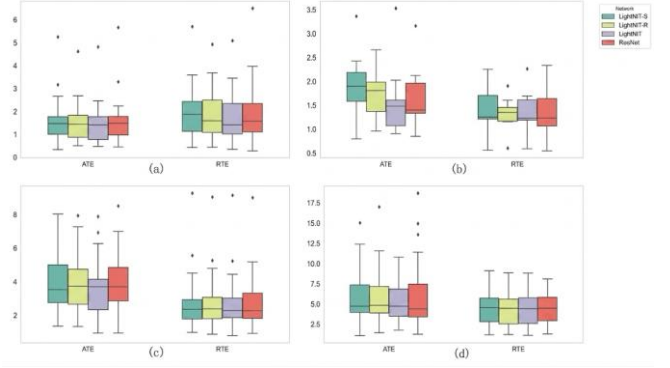 Network
LightNIT-S
LightNIT-R
LightNIT
ResNet
6
5
4
3
2
1
0
ATE
RTE
(a)
3.5
3.0
2.5
2.0
1.5
1.0
0.5
ATE
RTE
(b)
8
6
4
2
ATE
RTE
(c)
17.5
15.0
12.5
10.0
7.5
5.0
2.5
ATE
RTE
(d)